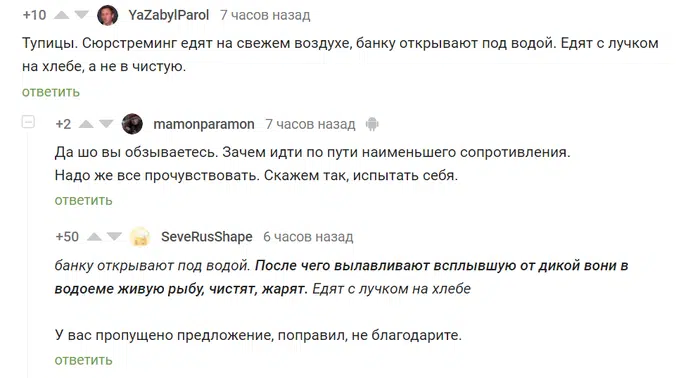 +10 YaZabylParol 7 часов назад
Тупицы. Сюрстреминг едят на свежем воздухе, банку открывают под водой. Едят с лучком
на хлебе, а не в чистую.
ответить
+2 mamonparamon 7 часов назад
Да шо вы обзываетесь. Зачем идти по пути наименьшего сопротивления.
Надо же все прочувствовать. Скажем так, испытать себя.
ответить
+50 SeveRusShape 6 часов назад
банку открывают под водой. После чего вылавливают всплывшую от дикой вони в
водоеме живую рыбу, чистят, жарят. Едят с лучком на хлебе
У вас пропущено предложение, поправил, не благодарите.
ответить